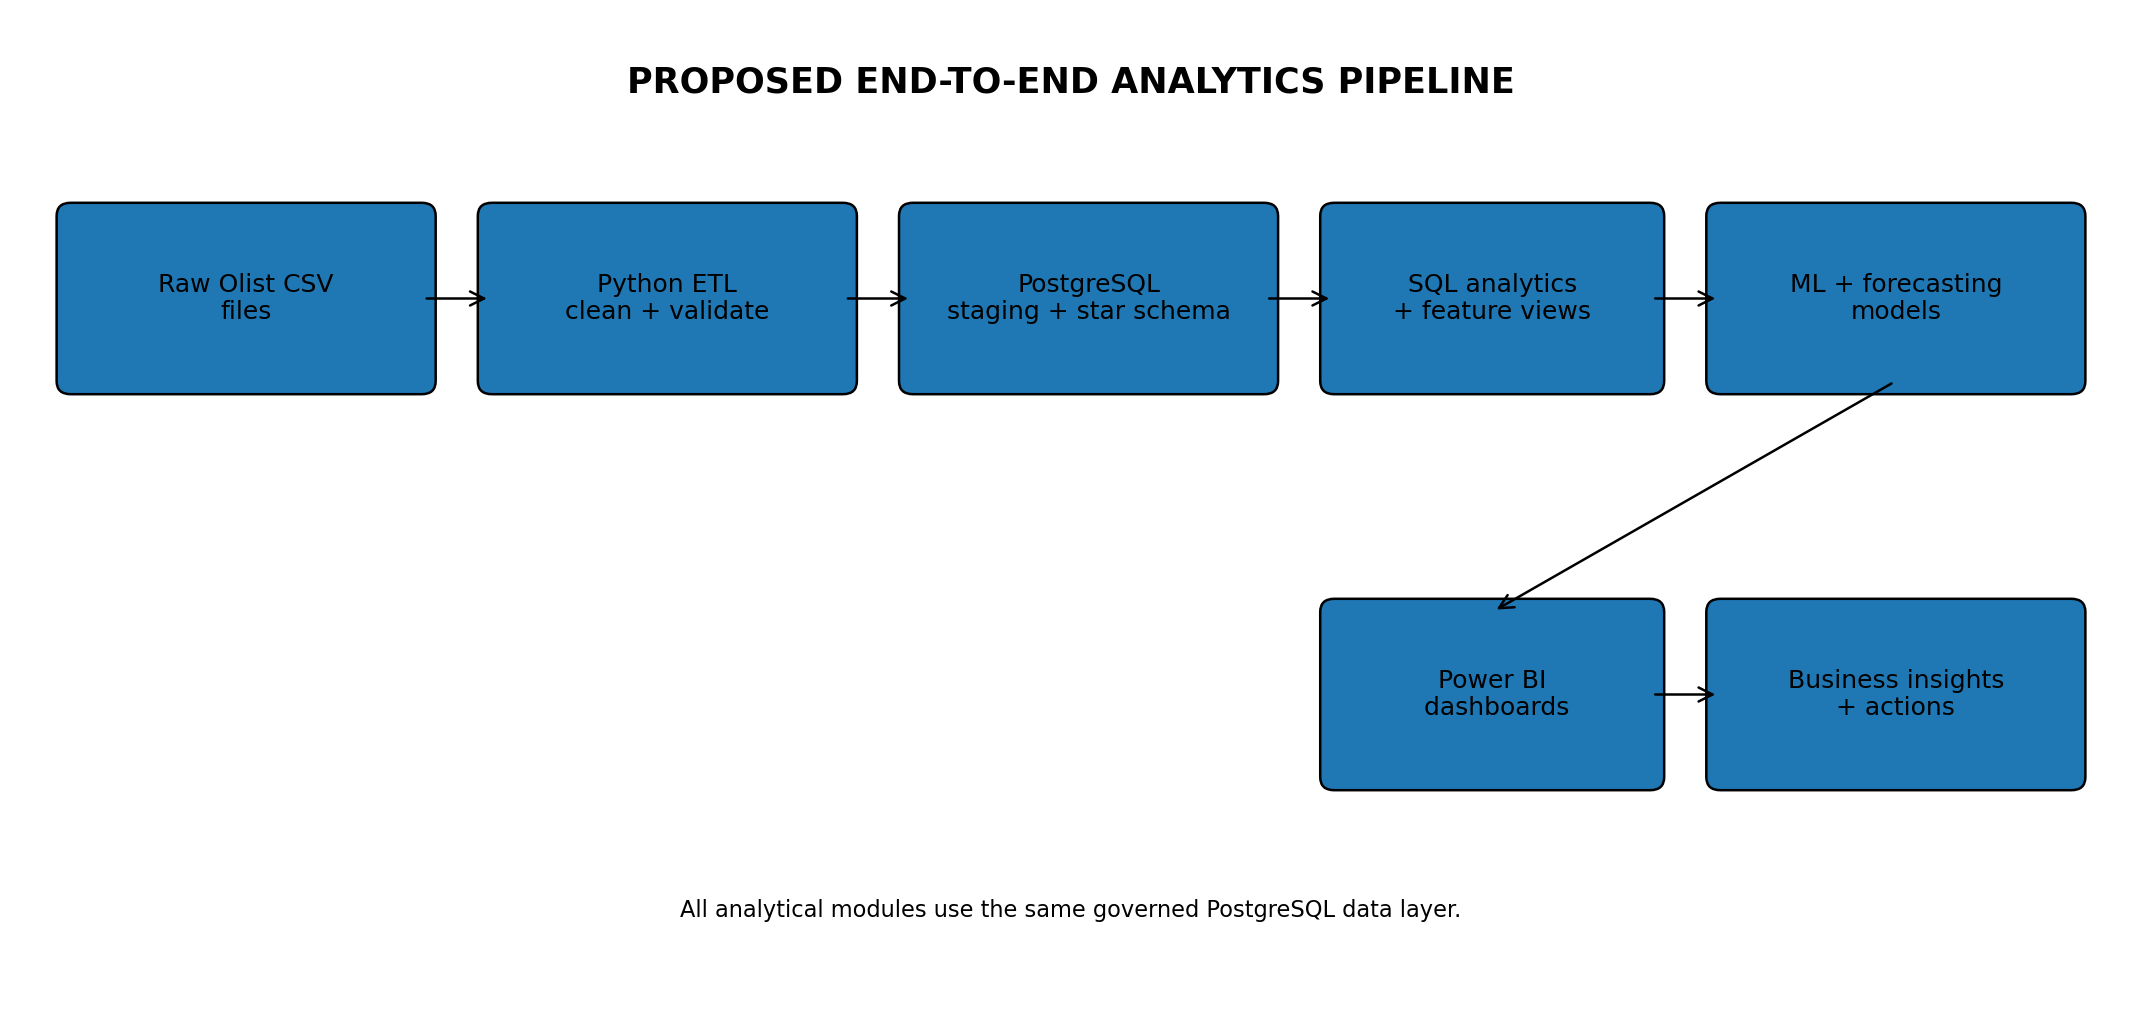 PROPOSED END-TO-END ANALYTICS PIPELINE
Raw Olist CSV
files
Python ETL
clean + validate
PostgreSQL
staging + star schema
SQL analytics
+ feature views
ML + forecasting
models
Power BI
dashboards
Business insights
+ actions
All analytical modules use the same governed PostgreSQL data layer.